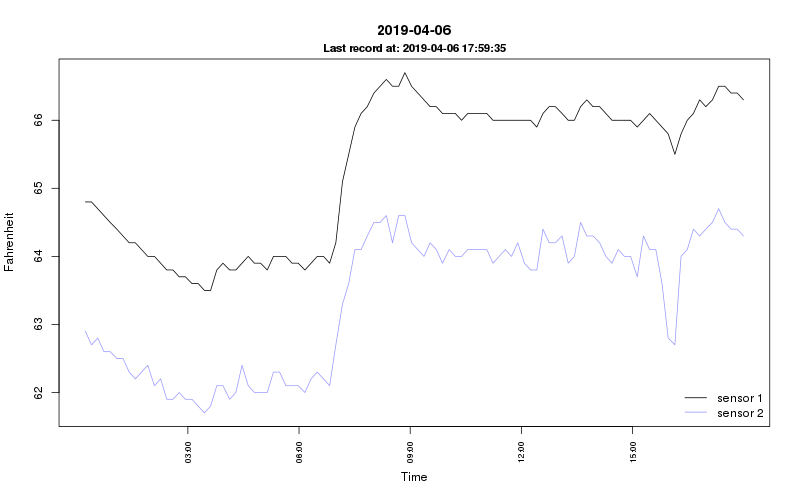 2019-04-06
Last record at: 2019-04-06 17:59:35
Fahrenheit
66
65
64
63
62
sensor 1
sensor 2
03:00
06:00
09:00
12:00
15:00
Time